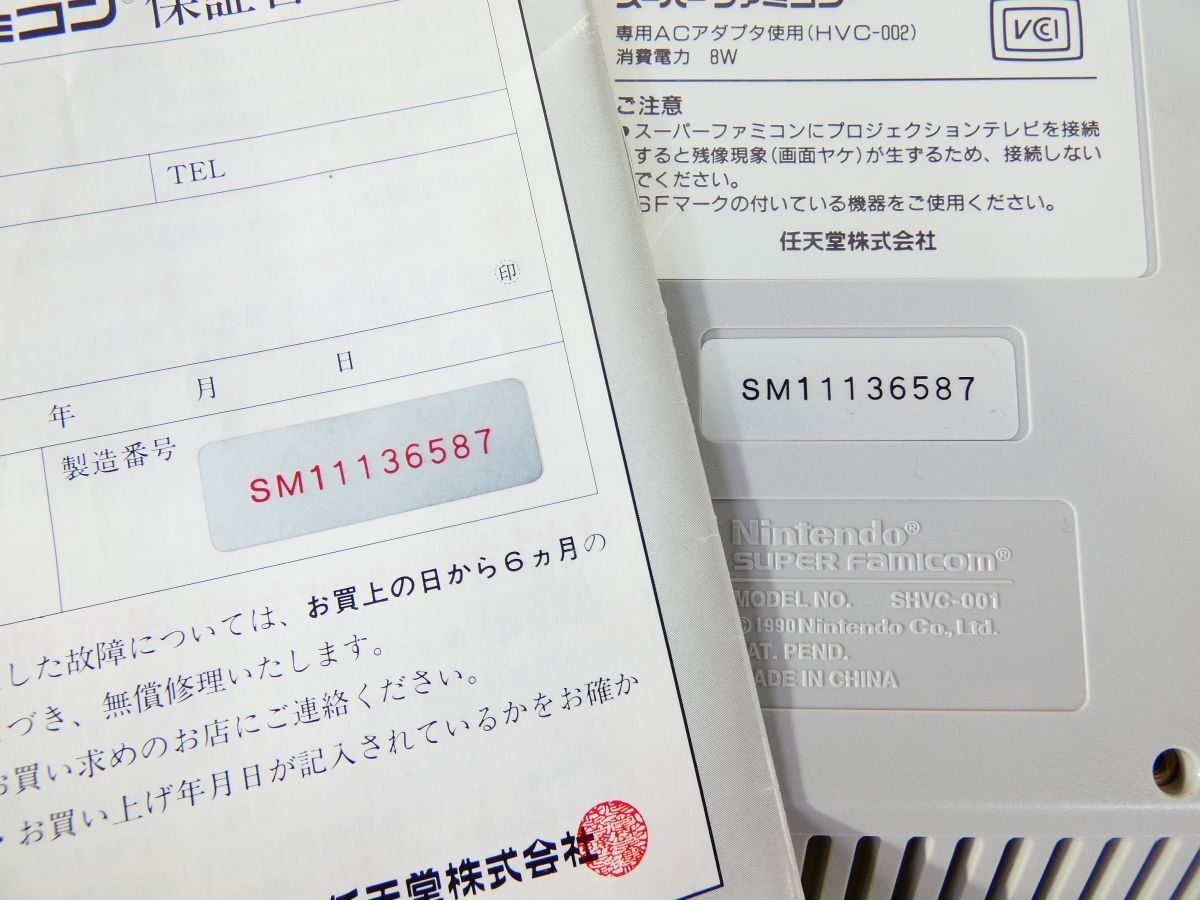 ミコン® 保証書
TEL
印
年 月 日
製造番号
SM11136587
した故障については、お買上の日から6ヵ月の
づき、無償修理いたします。
お買い求めのお店にご連絡ください。
・お買い上げ年月日が記入されているかをお確か
任天堂株式会社
スーパーファミコン
専用ACアダプタ使用(HVC-002)
消費電力 8W
VCCI
ご注意
・スーパーファミコンにプロジェクションテレビを接続
すると残像現象(画面ヤケ)が生ずるため、接続しない
でください。
SFマークの付いている機器をご使用ください。
任天堂株式会社
SM11136587
Nintendo®
SUPER FAMICOM®
MODEL NO. SHVC-001
©1990 Nintendo Co., Ltd.
PAT. PEND.
MADE IN CHINA